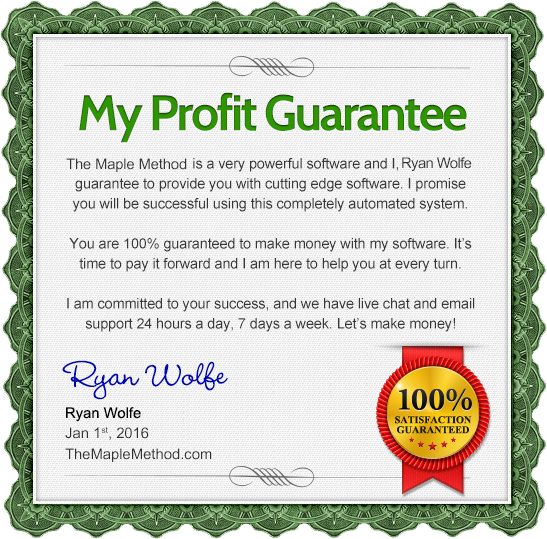 My Profit Guarantee
The Maple Method is a very powerful software and I, Ryan Wolfe
guarantee to provide you with cutting edge software. I promise
you will be successful using this completely automated system.
You are 100% guaranteed to make money with my software. It's
time to pay it forward and I am here to help you at every turn.
I am committed to your success, and we have live chat and email
support 24 hours a day, 7 days a week. Let's make money!
Ryan Wolfe
Ryan Wolfe
Jan 1st, 2016
TheMapleMethod.com
100%
SATISFACTION
GUARANTEED